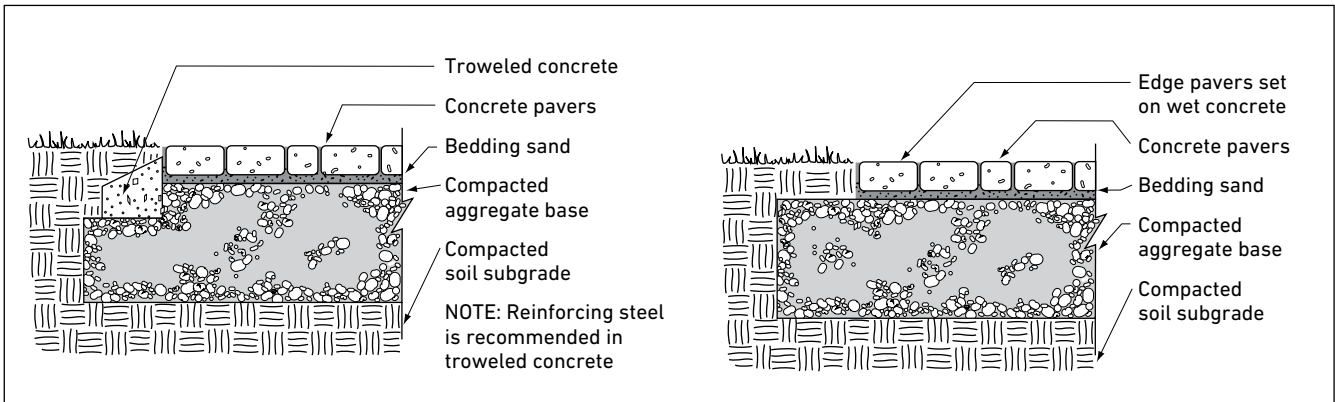 Troweled concrete
Concrete pavers
Bedding sand
Compacted
aggregate base
Compacted
soil subgrade
NOTE: Reinforcing steel
is recommended in
troweled concrete
Edge pavers set
on wet concrete
Concrete pavers
Bedding sand
Compacted
aggregate base
Compacted
soil subgrade